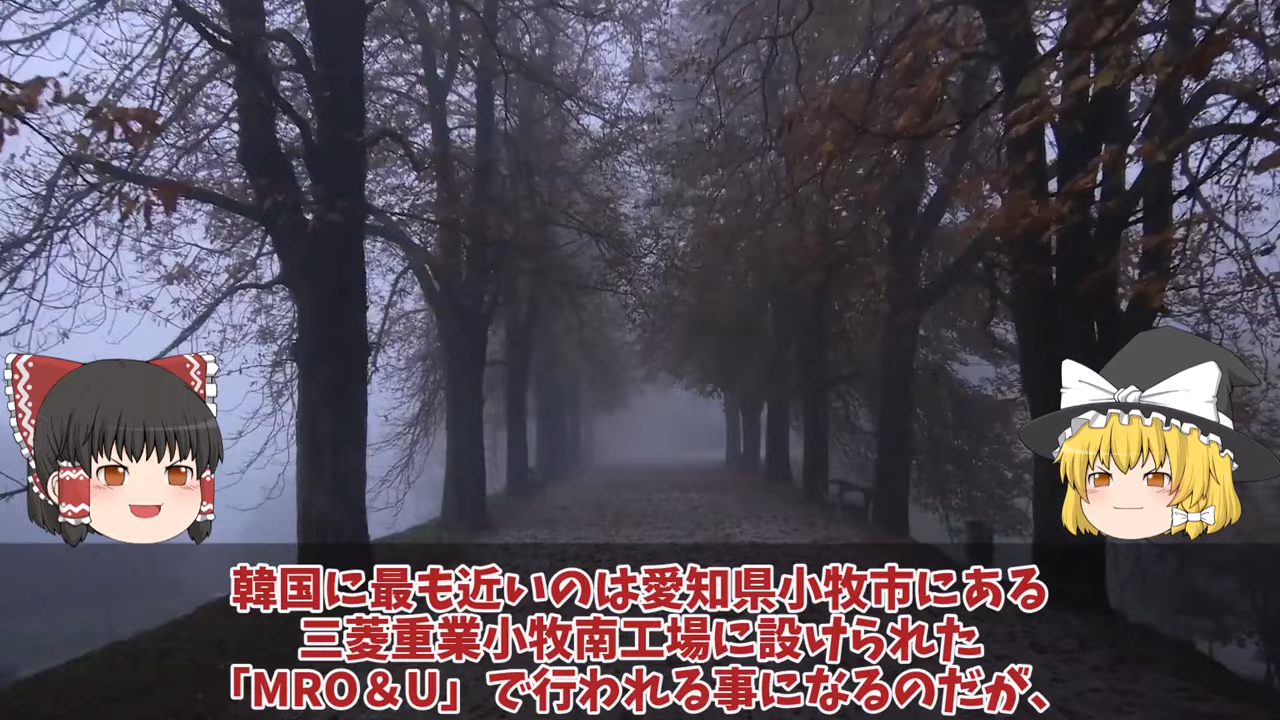 韓国に最も近いのは愛知県小牧市にある
三菱重業小牧南工場に設けられた
「MRO＆U」で行われる事になるのだが、